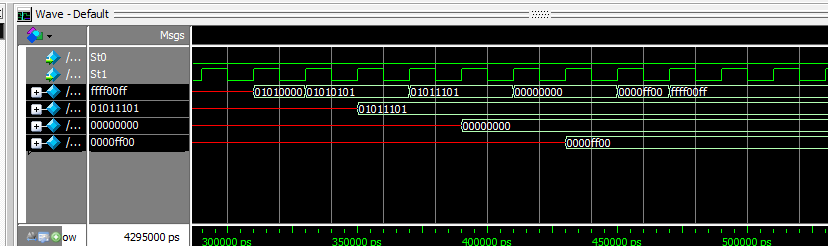 Wave - Default
Msgs
/... St0
/... St1
/... ffff00ff 01010000 01010101 01011101 00000000 0000ff00 ffff00ff
/... 01011101 01011101
/... 00000000 00000000
/... 0000ff00 0000ff00
ow 4295000 ps 300000 ps 350000 ps 400000 ps 450000 ps 500000 ps